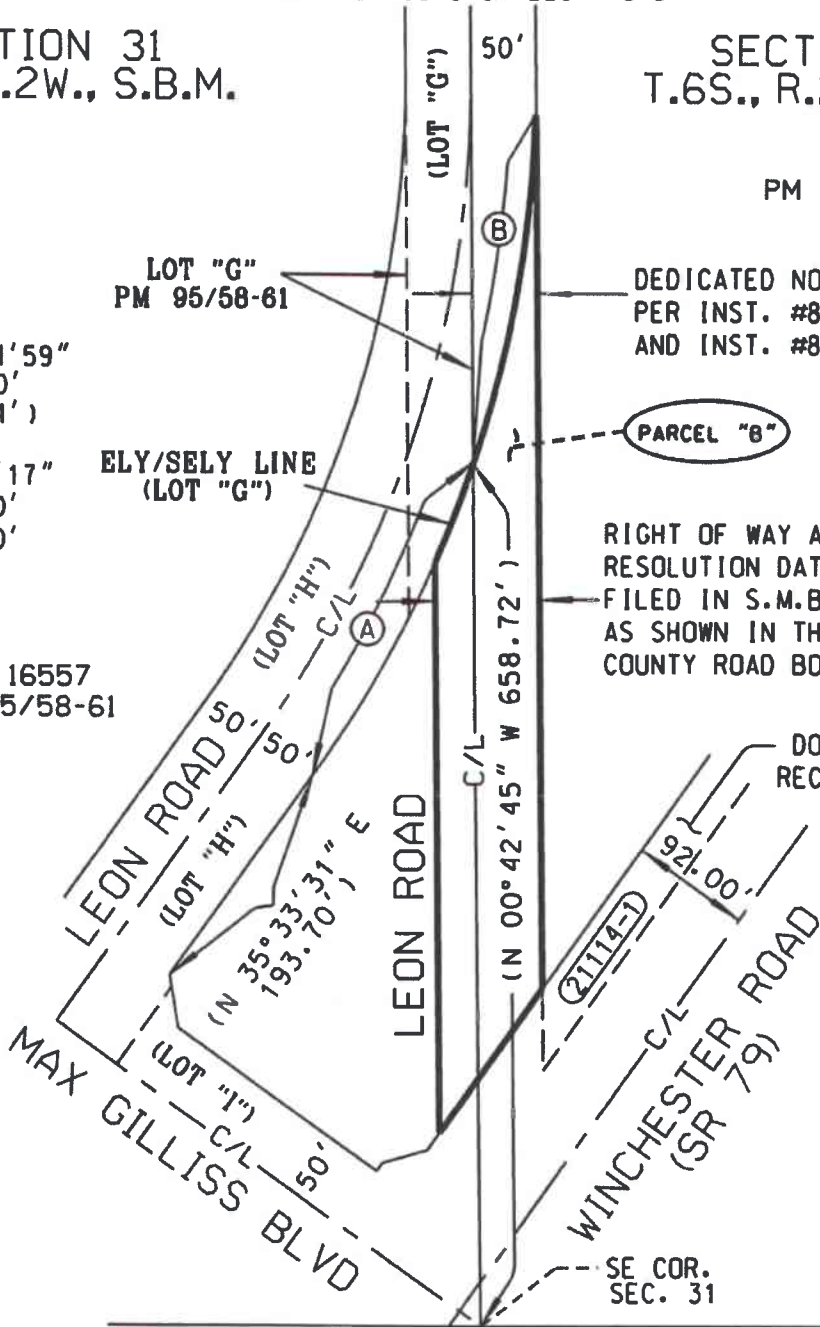 TION 31
.2W., S.B.M.
50'
SECT
T.6S., R.
(LOT "G")
PM
B
LOT "G"
PM 95/58-61
DEDICATED NO
PER INST. #8
AND INST. #8
'59"
0'
')
PARCEL "B"
'17"
0'
0'
ELY/SELY LINE
(LOT "G")
RIGHT OF WAY A
RESOLUTION DAT
FILED IN S.M.B
AS SHOWN IN TH
COUNTY ROAD BO
(LOT "H")
C/L
A
16557
5/58-61
50'
50'
LEON ROAD
(LOT "H")
(N 35°33'31" E
193.70')
LEON ROAD
C/L
(N 00°42'45" W 658.72')
DO
REC
92.00'
21114-1
C/L
WINCHESTER ROAD
(SR 79)
MAX GILLISS BLVD
(LOT "I")
C/L
50'
SE COR.
SEC. 31